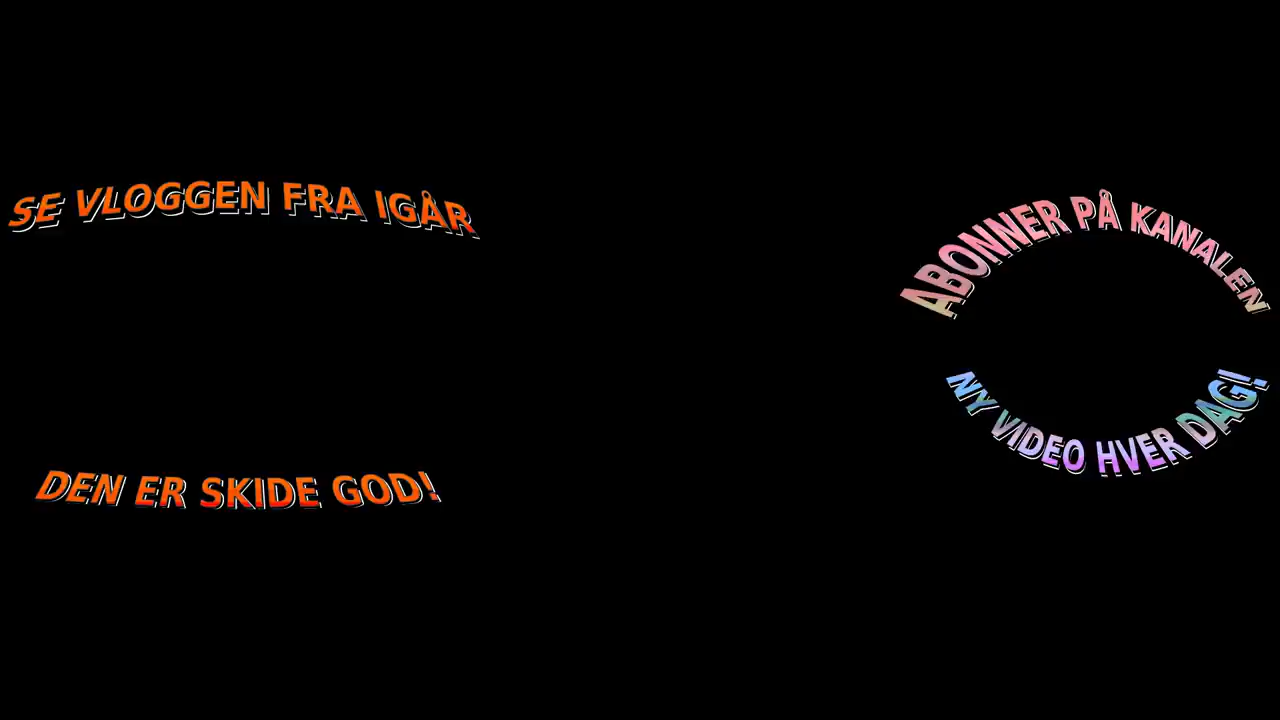 SE VLOGGEN FRA IGÅR
DEN ER SKIDE GOD!
ABONNER PÅ KANALEN
NY VIDEO HVER DAG!